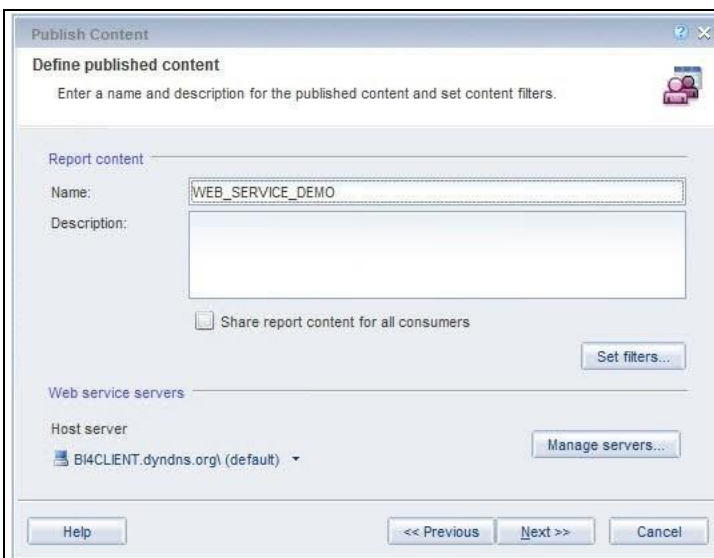 Publish Content
Define published content
Enter a name and description for the published content and set content filters.
Report content
Name: WEB_SERVICE_DEMO
Description:
Share report content for all consumers
Set filters...
Web service servers
Host server
Manage servers...
BI4CLIENT.dyndns.org\ (default)
Help << Previous Next >> Cancel